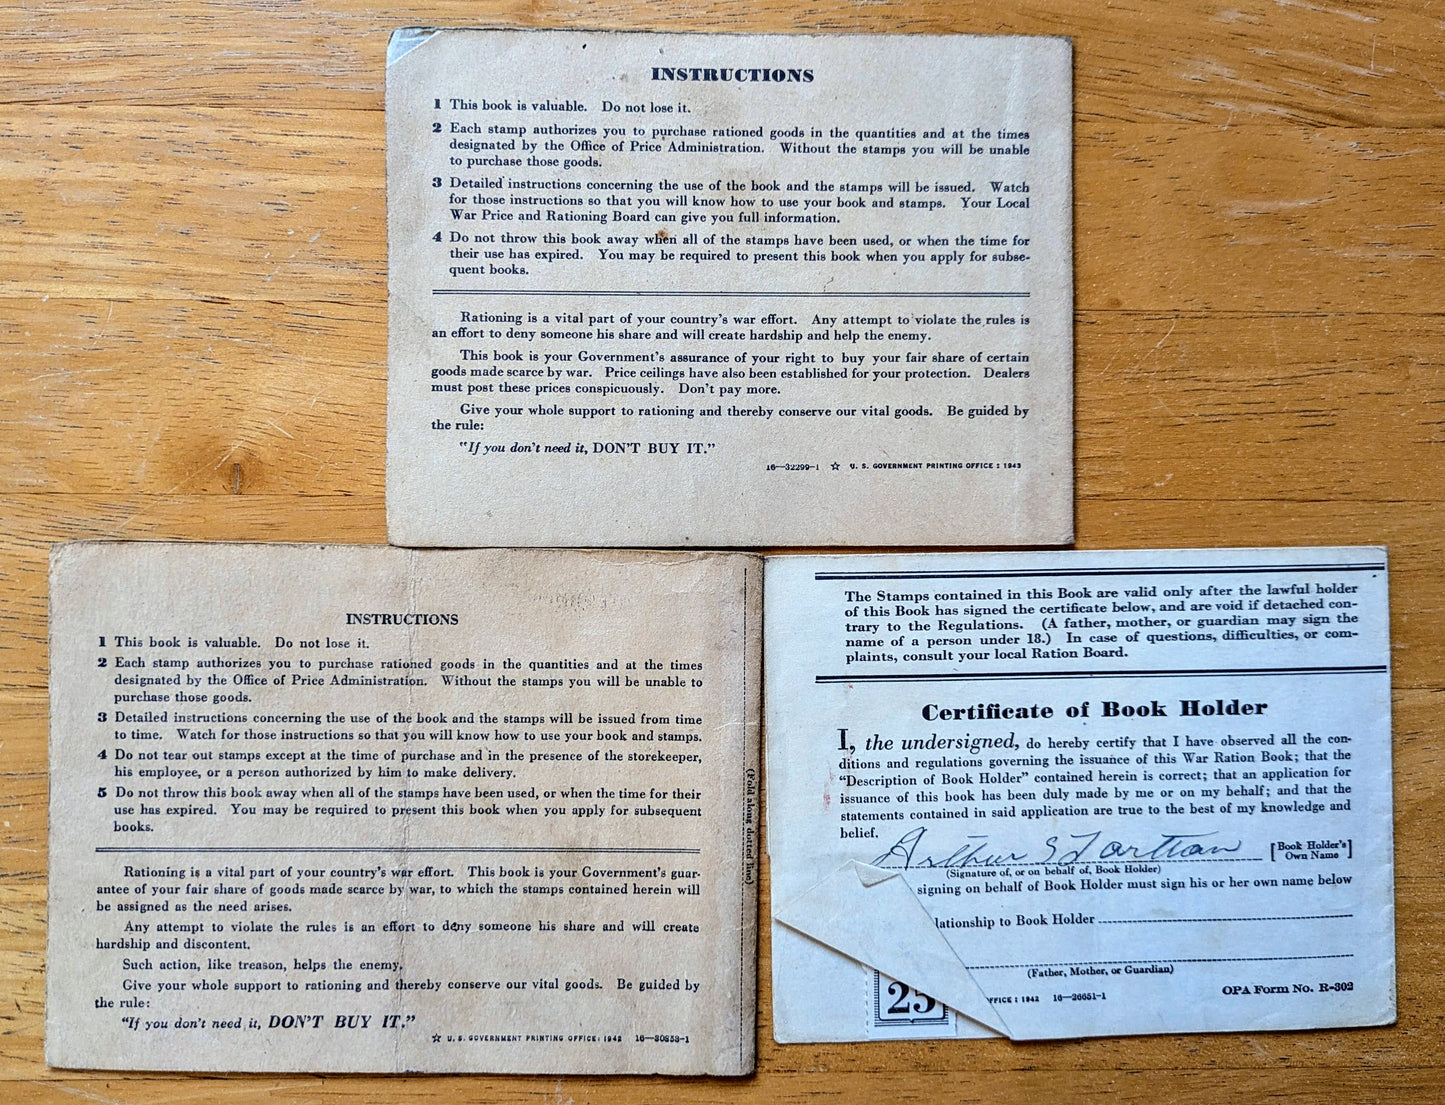 INSTRUCTIONS
1 This book is valuable. Do not lose it.
2 Each stamp authorizes you to purchase rationed goods in the quantities and at the times
designated by the Office of Price Administration. Without the stamps you will be unable
to purchase those goods.
3 Detailed instructions concerning the use of the book and the stamps will be issued. Watch
for those instructions so that you will know how to use your book and stamps. Your Local
War Price and Rationing Board can give you full information.
4 Do not throw this book away when all of the stamps have been used, or when the time for
their use has expired. You may be required to present this book when you apply for subse-
quent books.
Rationing is a vital part of your country's war effort. Any attempt to violate the rules is
an effort to deny someone his share and will create hardship and help the enemy.
This book is your Government's assurance of your right to buy your fair share of certain
goods made scarce by war. Price ceilings have also been established for your protection. Dealers
must post these prices conspicuously. Don't pay more.
Give your whole support to rationing and thereby conserve our vital goods. Be guided by
the rule:
"If you don't need it, DON'T BUY IT."
16—32299-1 ☆ U. S. GOVERNMENT PRINTING OFFICE : 1943
INSTRUCTIONS
1 This book is valuable. Do not lose it.
2 Each stamp authorizes you to purchase rationed goods in the quantities and at the times
designated by the Office of Price Administration. Without the stamps you will be unable to
purchase those goods.
3 Detailed instructions concerning the use of the book and the stamps will be issued from time
to time. Watch for those instructions so that you will know how to use your book and stamps.
4 Do not tear out stamps except at the time of purchase and in the presence of the storekeeper,
his employee, or a person authorized by him to make delivery.
5 Do not throw this book away when all of the stamps have been used, or when the time for their
use has expired. You may be required to present this book when you apply for subsequent
books.
Rationing is a vital part of your country's war effort. This book is your Government's guar-
antee of your fair share of goods made scarce by war, to which the stamps contained herein will
be assigned as the need arises.
Any attempt to violate the rules is an effort to deny someone his share and will create
hardship and discontent.
Such action, like treason, helps the enemy.
Give your whole support to rationing and thereby conserve our vital goods. Be guided by
the rule:
"If you don't need it, DON'T BUY IT."
☆ U. S. GOVERNMENT PRINTING OFFICE: 1942 16—30853-1
(Fold along dotted line)
The Stamps contained in this Book are valid only after the lawful holder
of this Book has signed the certificate below, and are void if detached con-
trary to the Regulations. (A father, mother, or guardian may sign the
name of a person under 18.) In case of questions, difficulties, or com-
plaints, consult your local Ration Board.
Certificate of Book Holder
I, the undersigned, do hereby certify that I have observed all the con-
ditions and regulations governing the issuance of this War Ration Book; that the
"Description of Book Holder" contained herein is correct; that an application for
issuance of this book has been duly made by me or on my behalf; and that the
statements contained in said application are true to the best of my knowledge and
belief.
Arthur [Book Holder's
Own Name]
(Signature of, or on behalf of, Book Holder)
signing on behalf of Book Holder must sign his or her own name below
lationship to Book Holder
(Father, Mother, or Guardian)
25
OFFICE : 1942 16—26651-1 OPA Form No. R-302